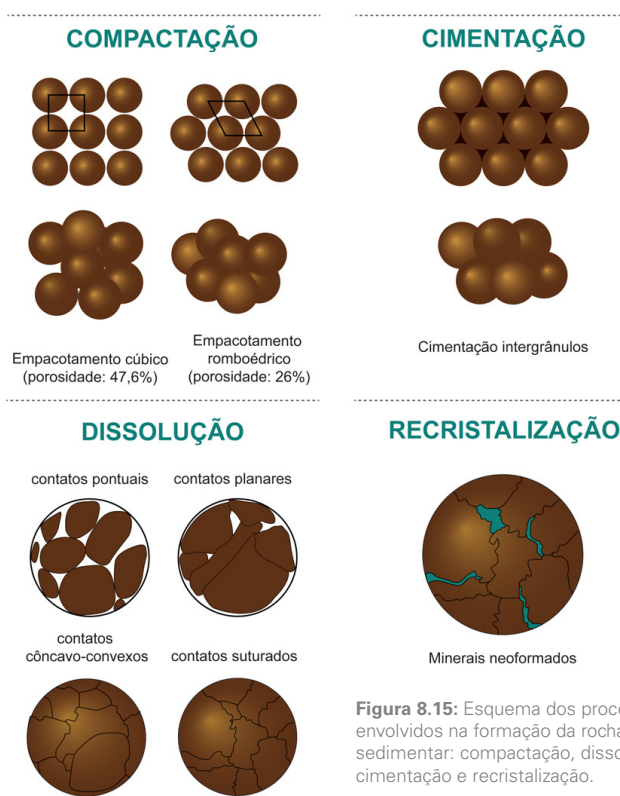 COMPACTAÇÃO
Empacotamento cúbico
(porosidade: 47,6%)
Empacotamento
romboédrico
(porosidade: 26%)
CIMENTAÇÃO
Cimentação intergrânulos
DISSOLUÇÃO
contatos pontuais
contatos planares
contatos
côncavo-convexos
contatos suturados
RECRISTALIZAÇÃO
Minerais neoformados
Figura 8.15: Esquema dos
envolvidos na formação da rocha
sedimentar: compactação,
cimentação e recristalização.